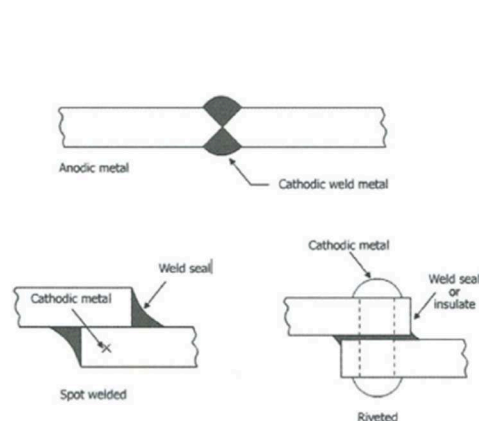 Anodic metal
Cathodic weld metal
Cathodic metal
Weld seal
Weld seal
or
insulate
Cathodic metal
Spot welded
Riveted